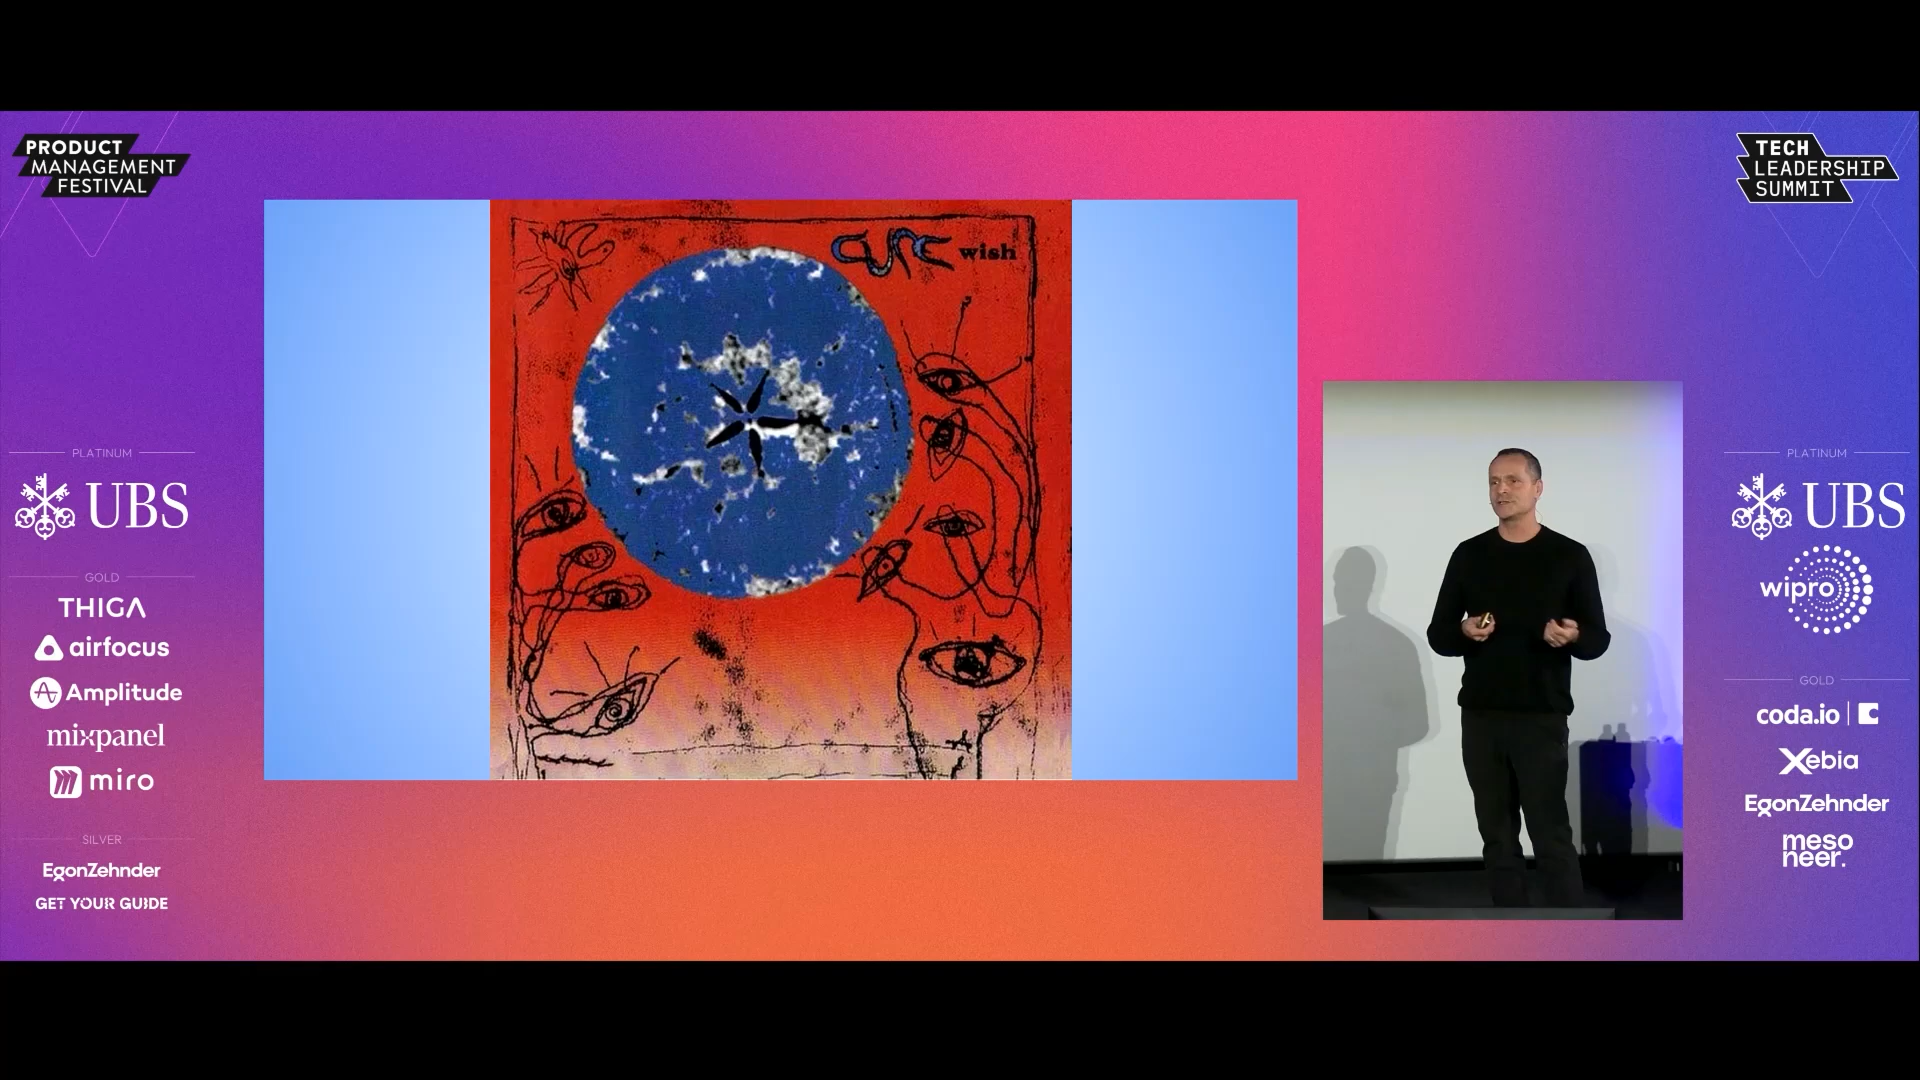 PRODUCT
MANAGEMENT
FESTIVAL
PLATINUM
UBS
GOLD
THIGA
airfocus
Amplitude
mixpanel
miro
SILVER
EgonZehnder
GET YOUR GUIDE
CURE wish
TECH
LEADERSHIP
SUMMIT
PLATINUM
UBS
wipro
GOLD
coda.io
Xebia
EgonZehnder
meso
neer.